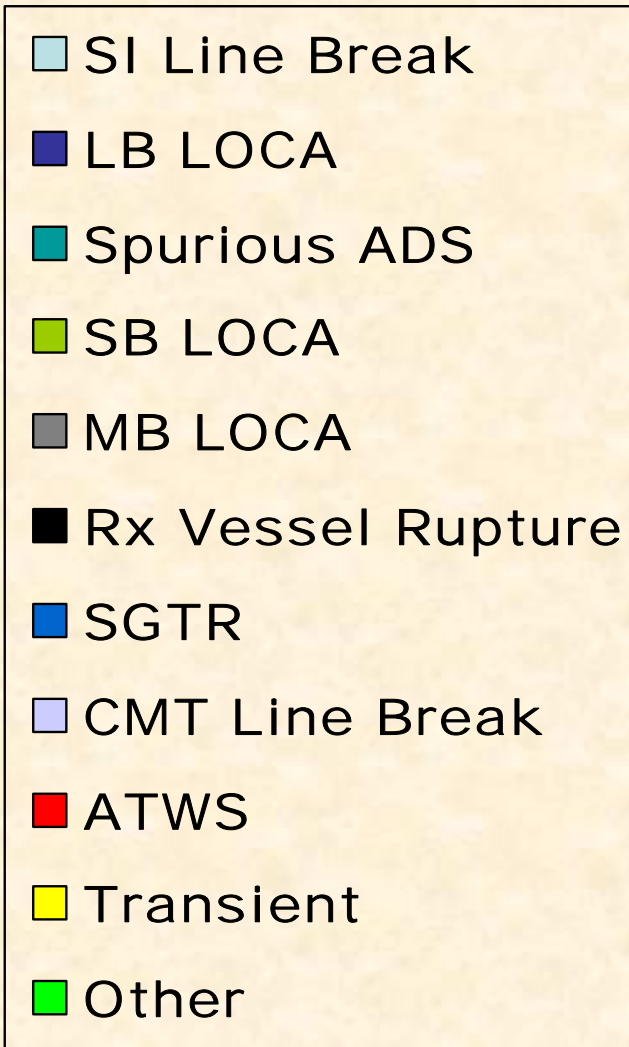 SI Line Break
LB LOCA
Spurious ADS
SB LOCA
MB LOCA
Rx Vessel Rupture
SGTR
CMT Line Break
ATWS
Transient
Other